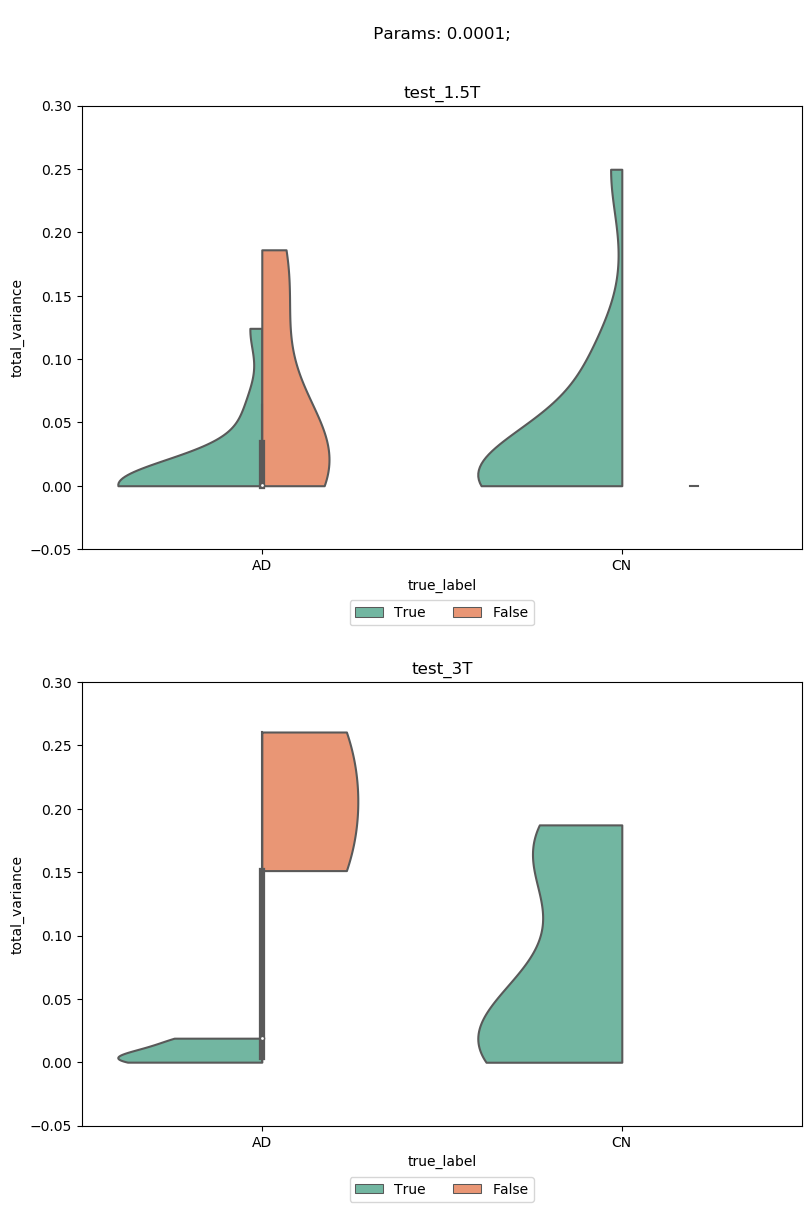 Params: 0.0001;
test_1.5T
0.30
0.25
0.20
0.15
0.10
0.05
0.00
−0.05
total_variance
AD CN
true_label
True False
test_3T
0.30
0.25
0.20
0.15
0.10
0.05
0.00
−0.05
total_variance
AD CN
true_label
True False